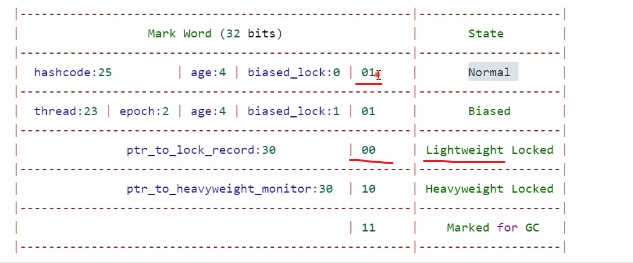 |-------------------------------------------------------|--------------------|
| Mark Word (32 bits) | State |
|-------------------------------------------------------|--------------------|
| hashcode:25 | age:4 | biased_lock:0 | 01 | Normal |
|-------------------------------------------------------|--------------------|
| thread:23 | epoch:2 | age:4 | biased_lock:1 | 01 | Biased |
|-------------------------------------------------------|--------------------|
| ptr_to_lock_record:30 | 00 | Lightweight Locked |
|-------------------------------------------------------|--------------------|
| ptr_to_heavyweight_monitor:30 | 10 | Heavyweight Locked |
|-------------------------------------------------------|--------------------|
| | 11 | Marked for GC |
|-------------------------------------------------------|--------------------|